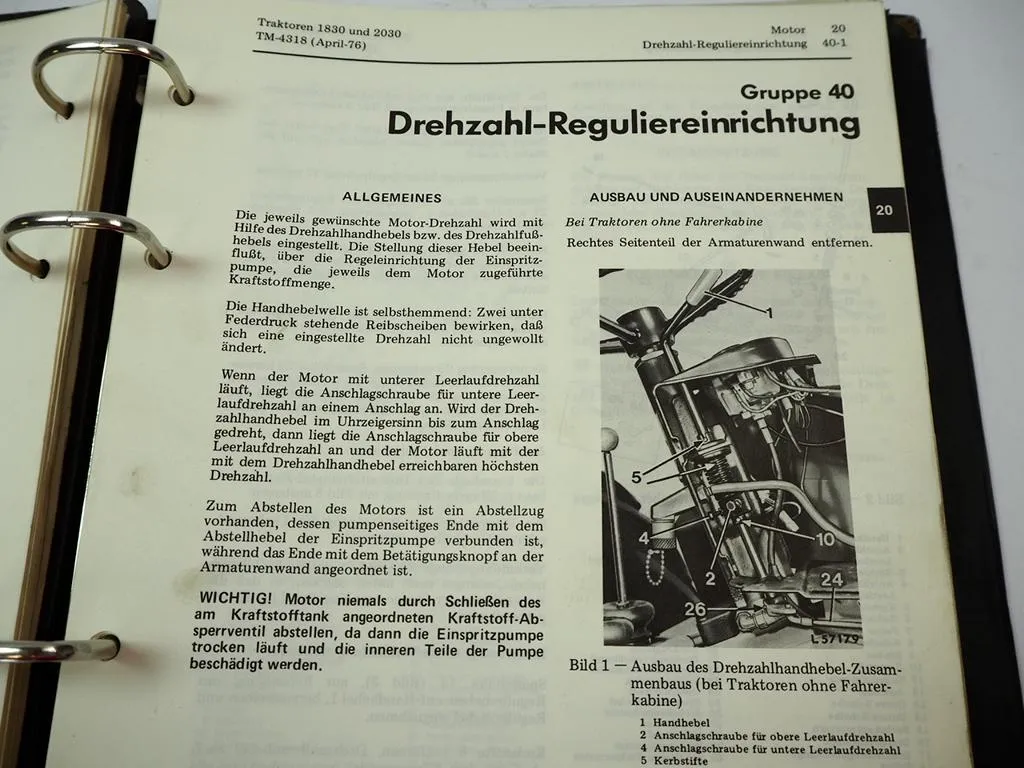 Traktoren 1830 und 2030
TM-4318 (April-76)
Motor 20
Drehzahl-Reguliereinrichtung 40-1
Gruppe 40
Drehzahl-Reguliereinrichtung
ALLGEMEINES
Die jeweils gewünschte Motor-Drehzahl wird mit
Hilfe des Drehzahlhandhebels bzw. des Drehzahlfuß-
hebels eingestellt. Die Stellung dieser Hebel beein-
flußt, über die Regeleinrichtung der Einspritz-
pumpe, die jeweils dem Motor zugeführte
Kraftstoffmenge.
Die Handhebelwelle ist selbsthemmend: Zwei unter
Federdruck stehende Reibscheiben bewirken, daß
sich eine eingestellte Drehzahl nicht ungewollt
ändert.
Wenn der Motor mit unterer Leerlaufdrehzahl
läuft, liegt die Anschlagschraube für untere Leer-
laufdrehzahl an einem Anschlag an. Wird der Dreh-
zahlhandhebel im Uhrzeigersinn bis zum Anschlag
gedreht, dann liegt die Anschlagschraube für obere
Leerlaufdrehzahl an und der Motor läuft mit der
mit dem Drehzahlhandhebel erreichbaren höchsten
Drehzahl.
Zum Abstellen des Motors ist ein Abstellzug
vorhanden, dessen pumpenseitiges Ende mit dem
Abstellhebel der Einspritzpumpe verbunden ist,
während das Ende mit dem Betätigungsknopf an der
Armaturenwand angeordnet ist.
WICHTIG! Motor niemals durch Schließen des
am Kraftstofftank angeordneten Kraftstoff-Ab-
sperrventil abstellen, da dann die Einspritzpumpe
trocken läuft und die inneren Teile der Pumpe
beschädigt werden.
AUSBAU UND AUSEINANDERNEHMEN
20
Bei Traktoren ohne Fahrerkabine
Rechtes Seitenteil der Armaturenwand entfernen.
1
5
4
10
2
24
26
L 57179
Bild 1 — Ausbau des Drehzahlhandhebel-Zusam-
menbaus (bei Traktoren ohne Fahrer-
kabine)
1 Handhebel
2 Anschlagschraube für obere Leerlaufdrehzahl
4 Anschlagschraube für untere Leerlaufdrehzahl
5 Kerbstifte